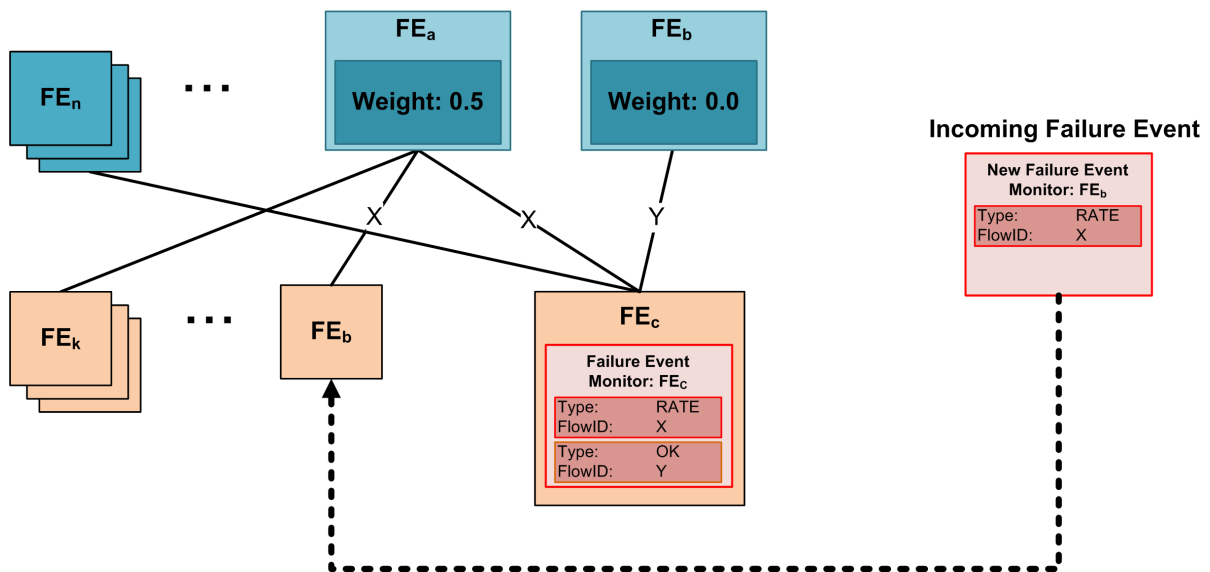 FEn
...
FEa
Weight: 0.5
FEb
Weight: 0.0
Incoming Failure Event
New Failure Event
Monitor: FEb
Type: RATE
FlowID: X
X
X
Y
FEk
...
FEb
FEc
Failure Event
Monitor: FEC
Type: RATE
FlowID: X
Type: OK
FlowID: Y